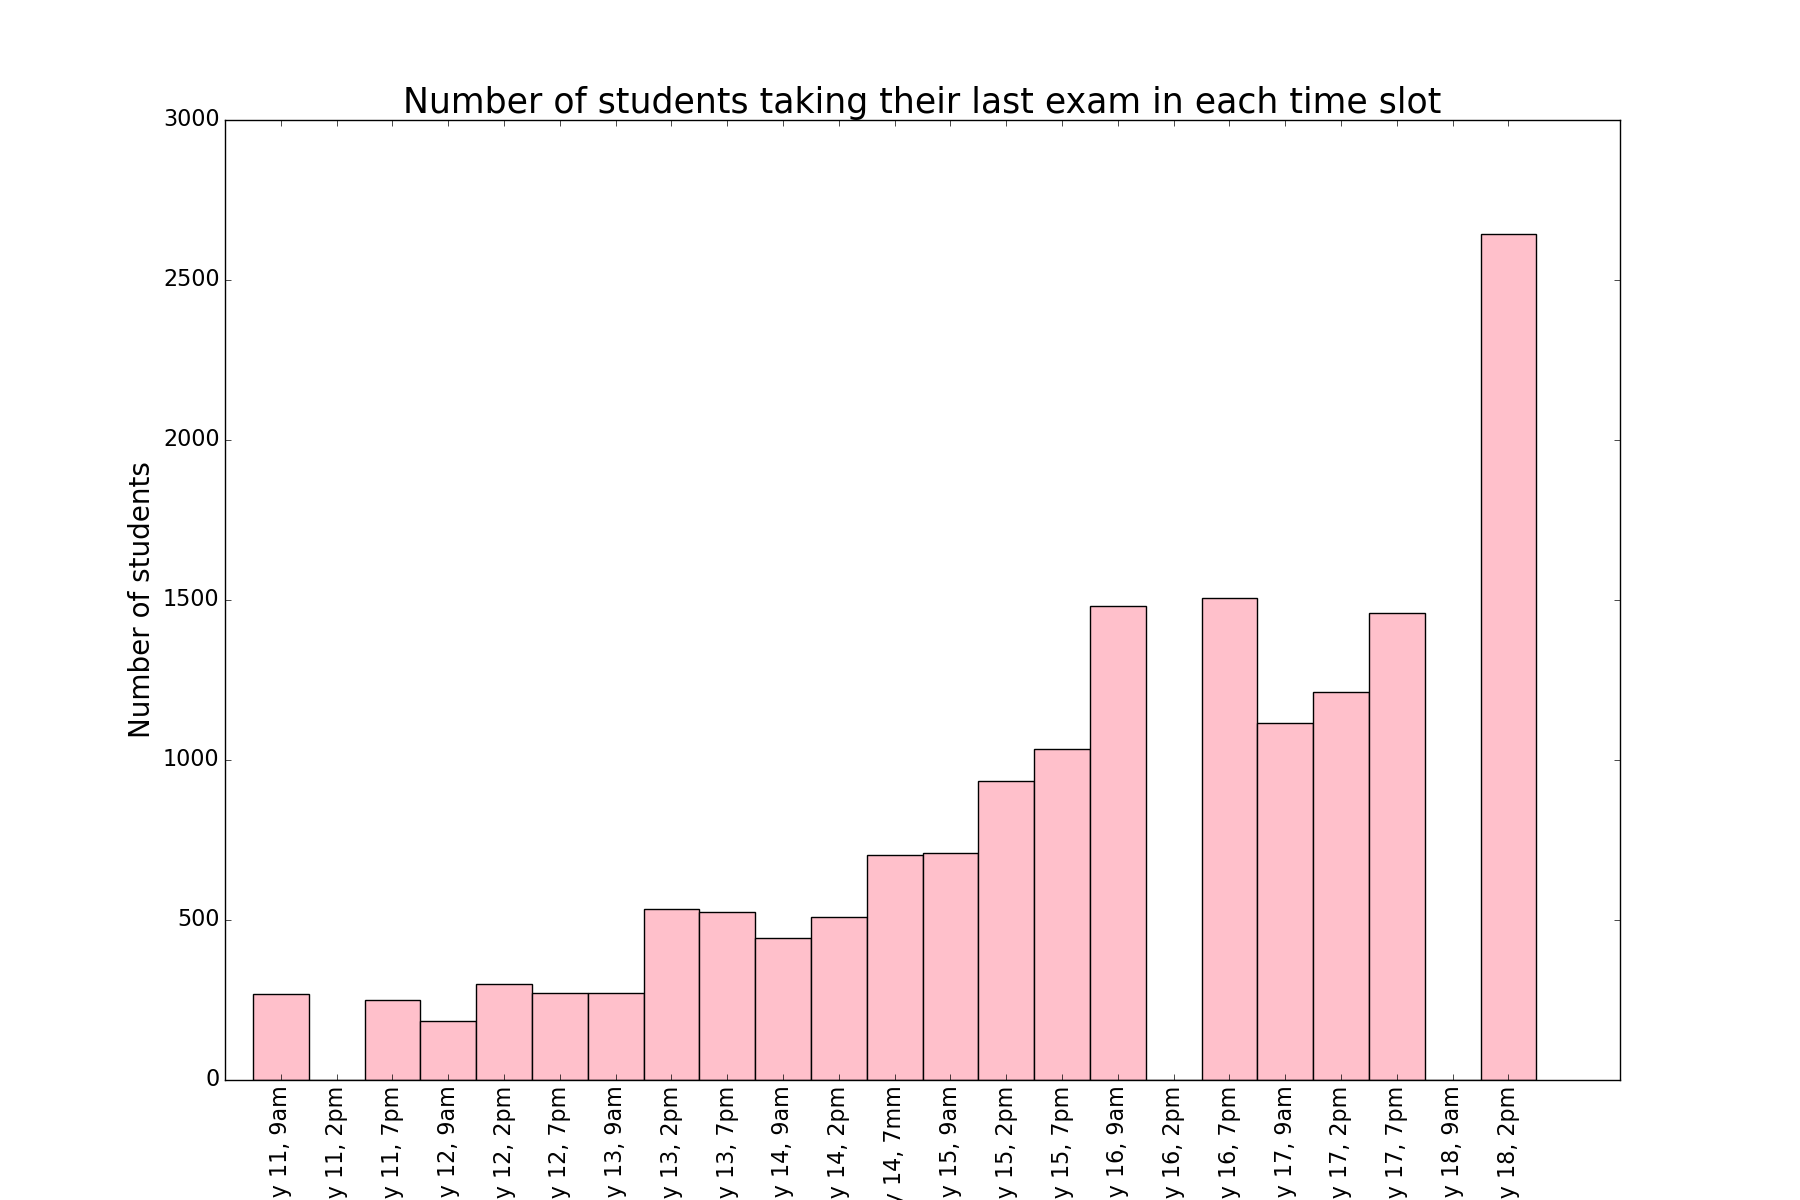 Number of students taking their last exam in each time slot
3000
2500
2000
1500
1000
500
0
Number of students
y 11, 9am
y 11, 2pm
y 11, 7pm
y 12, 9am
y 12, 2pm
y 12, 7pm
y 13, 9am
y 13, 2pm
y 13, 7pm
y 14, 9am
y 14, 2pm
y 14, 7mm
y 15, 9am
y 15, 2pm
y 15, 7pm
y 16, 9am
y 16, 2pm
y 16, 7pm
y 17, 9am
y 17, 2pm
y 17, 7pm
y 18, 9am
y 18, 2pm